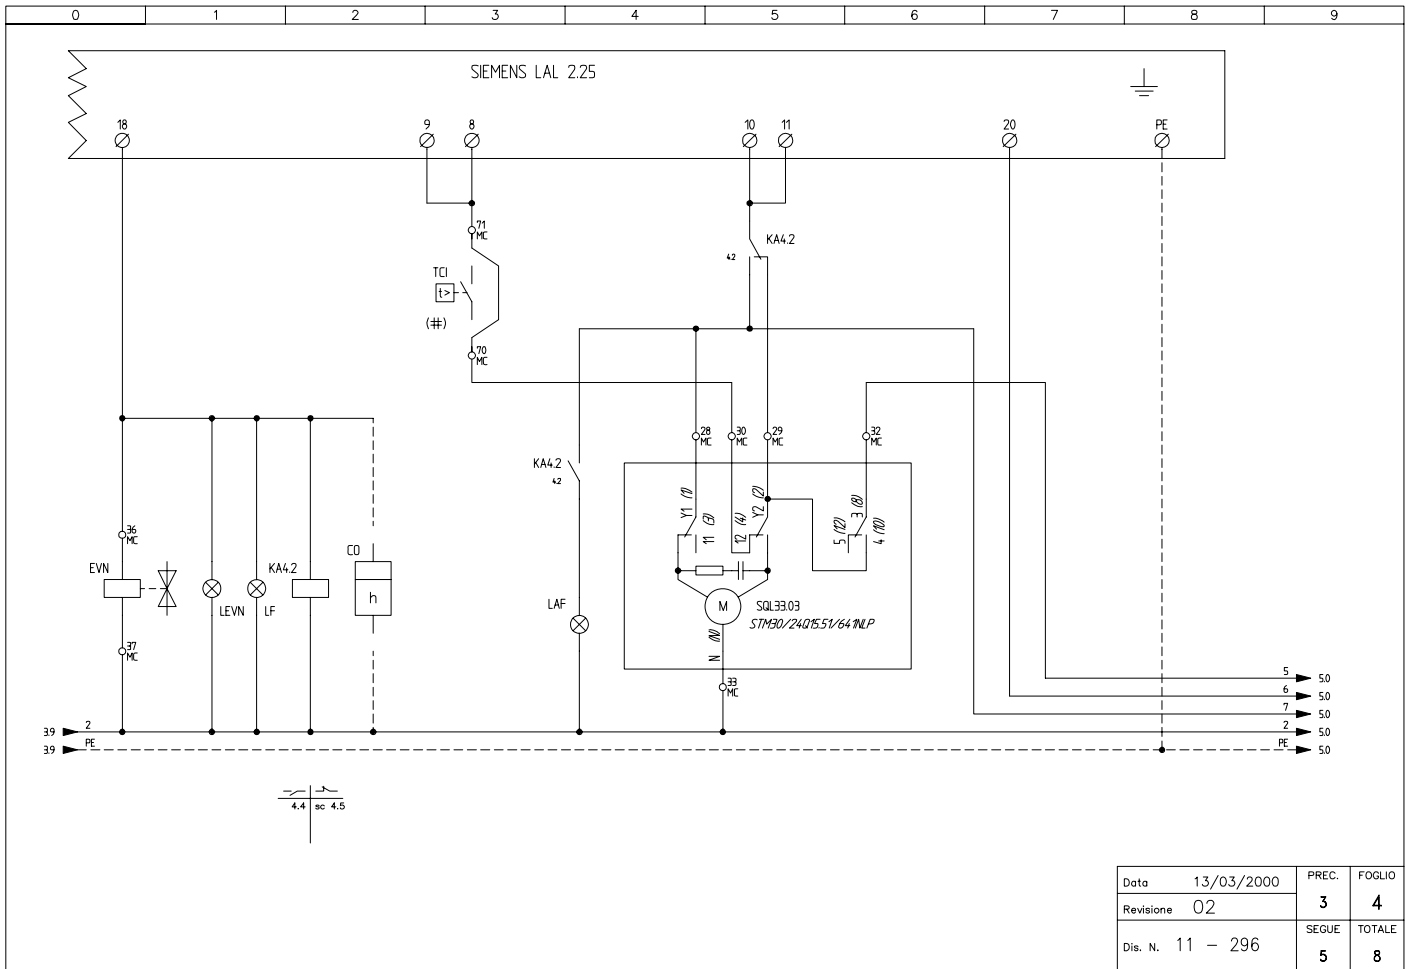 0 1 2 3 4 5 6 7 8 9
SIEMENS LAL 2.25
18 9 8 10 11 20 PE
71
MC
KA4.2
4.2
TCI
t>
(#)
70
MC
28
MC
30
MC
29
MC
32
MC
KA4.2
4.2
Y1 (1)
11 (3)
12 (4)
Y2 (2)
5 (12)
3 (8)
4 (10)
36
MC
EVN
LEVN
LF
KA4.2
CO
h
LAF
M
SQL33.03
STM30/24Q15.51/641NLP
N (N)
37
MC
33
MC
5 5.0
6 5.0
7 5.0
3.9 2 2 5.0
3.9 PE PE 5.0
4.4 sc 4.5
Data 13/03/2000
PREC. FOGLIO
3 4
Revisione 02
SEGUE TOTALE
Dis. N. 11 - 296
5 8